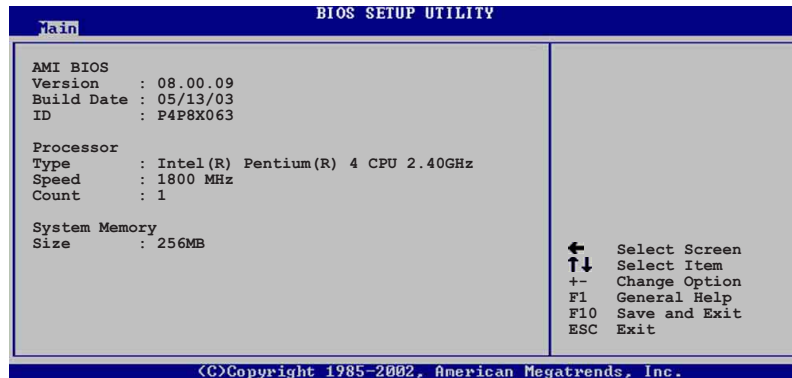 BIOS SETUP UTILITY
Main
AMI BIOS
Version : 08.00.09
Build Date : 05/13/03
ID : P4P8X063
Processor
Type : Intel(R) Pentium(R) 4 CPU 2.40GHz
Speed : 1800 MHz
Count : 1
System Memory
Size : 256MB
← Select Screen
↑↓ Select Item
+- Change Option
F1 General Help
F10 Save and Exit
ESC Exit
(C)Copyright 1985-2002, American Megatrends, Inc.